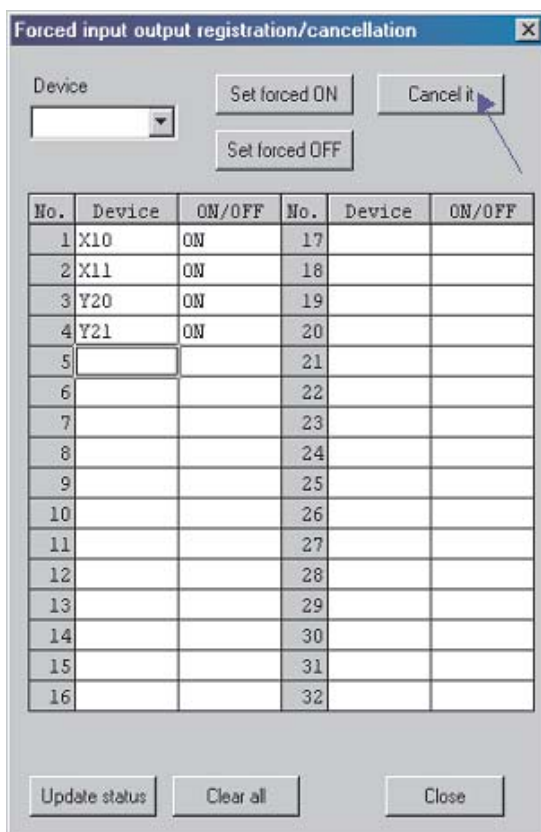 Forced input output registration/cancellation
Device
Set forced ON
Cancel it
Set forced OFF
No. Device ON/OFF No. Device ON/OFF
1 X10 ON 17
2 X11 ON 18
3 Y20 ON 19
4 Y21 ON 20
5 21
6 22
7 23
8 24
9 25
10 26
11 27
12 28
13 29
14 30
15 31
16 32
Update status Clear all Close